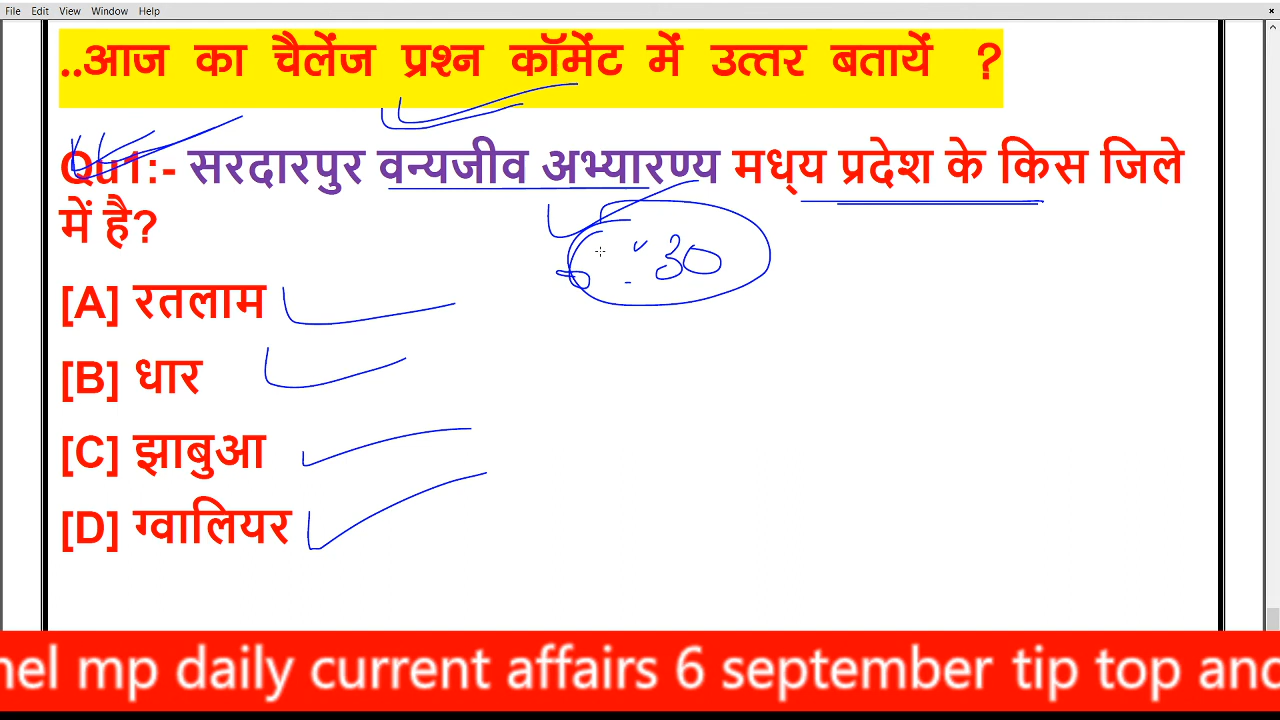 File Edit View Window Help
..आज का चैलेंज प्रश्न कॉमेंट में उत्तर बतायें ?
Qu1:- सरदारपुर वन्यजीव अभ्यारण्य मध्य प्रदेश के किस जिले
में है?
30
[A] रतलाम
[B] धार
[C] झाबुआ
[D] ग्वालियर
nel mp daily current affairs 6 september tip top and